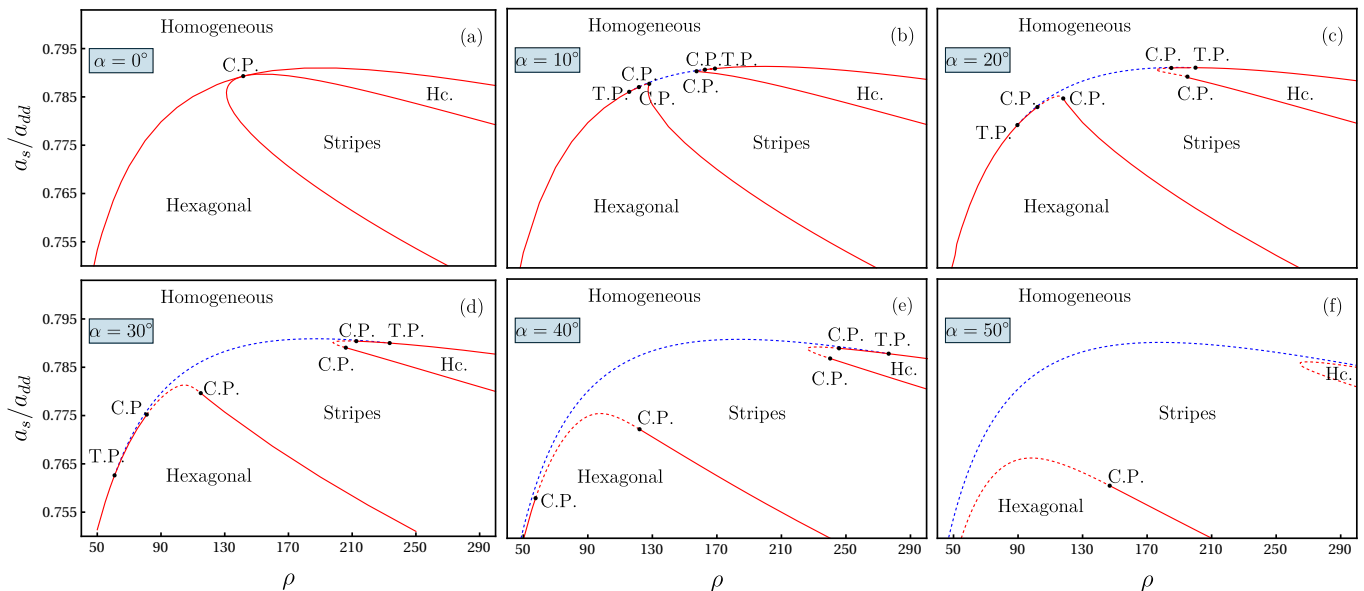 Homogeneous
(a)
α = 0°
C.P.
Hc.
Stripes
Hexagonal
0.795
0.785
0.775
0.765
0.755
a_s/a_dd
Homogeneous
(b)
α = 10°
C.P.T.P.
C.P.
C.P.
T.P.
C.P.
Hc.
Stripes
Hexagonal
Homogeneous
(c)
α = 20°
C.P. T.P.
C.P.
C.P.
C.P.
T.P.
Hc.
Stripes
Hexagonal
Homogeneous
(d)
α = 30°
C.P. T.P.
C.P.
Hc.
C.P.
C.P.
Stripes
T.P.
Hexagonal
0.795
0.785
0.775
0.765
0.755
a_s/a_dd
50 90 130 170 210 250 290
ρ
Homogeneous
(e)
α = 40°
C.P. T.P.
C.P.
Hc.
C.P.
Stripes
Hexagonal
C.P.
50 90 130 170 210 250 290
ρ
Homogeneous
(f)
α = 50°
Hc.
Stripes
C.P.
Hexagonal
50 90 130 170 210 250 290
ρ